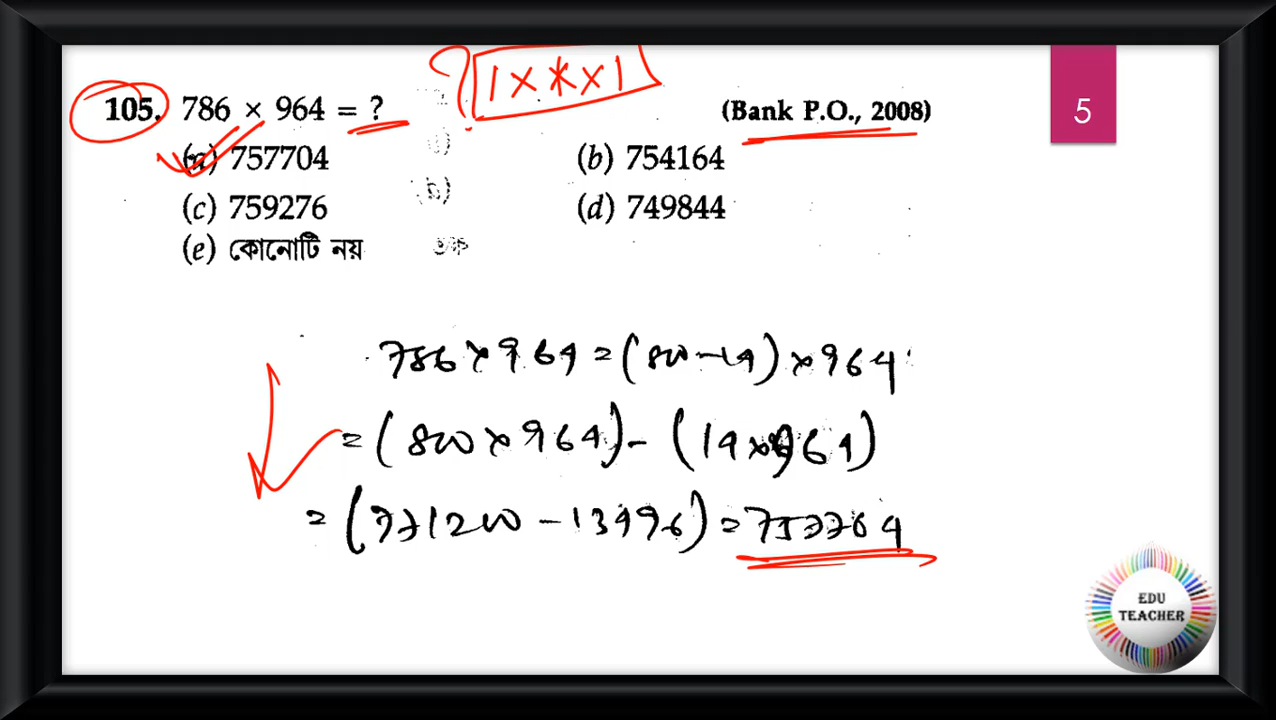 1 × * × 1
5
105. 786 × 964 = ? (Bank P.O., 2008)
(a) 757704 (b) 754164
(c) 759276 (d) 749844
(e) কোনোটি নয়
786 × 964 = (800 - 14) × 964
= (800 × 964) - (14 × 964)
= (771200 - 13496) = 757704
EDU
TEACHER